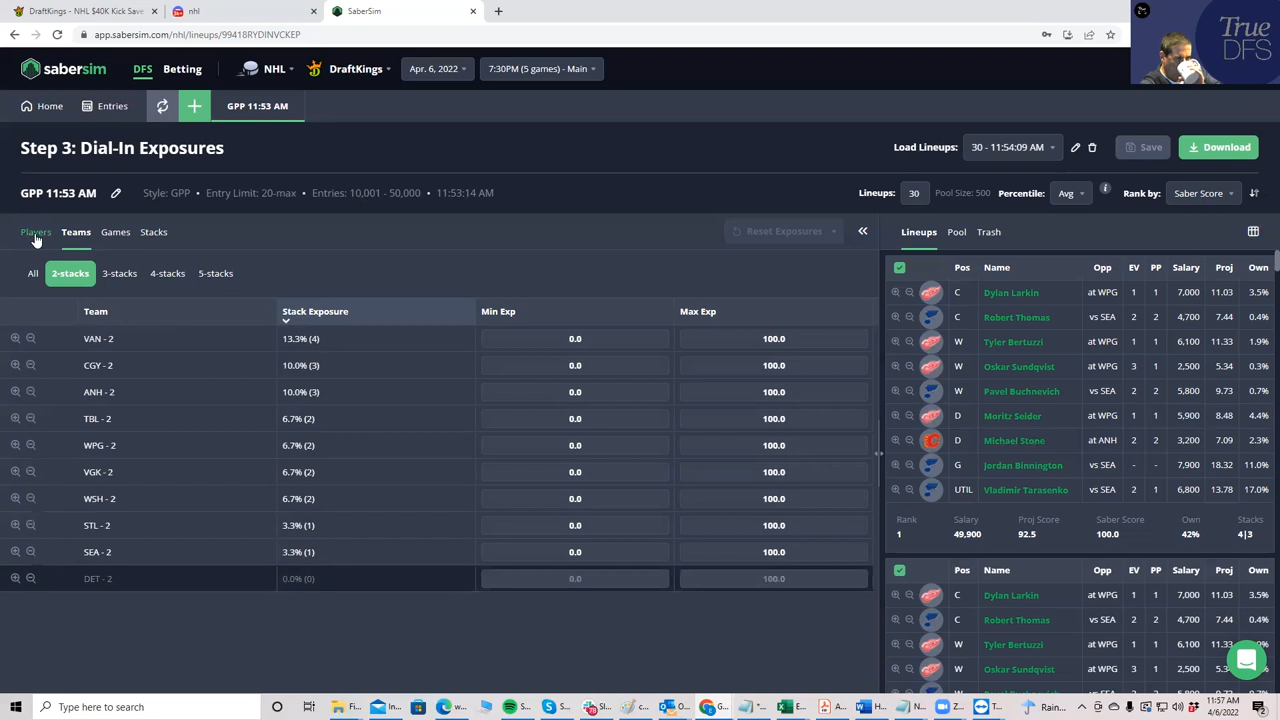 DraftKings - NHL $40K Kick Save
nhl
SaberSim
app.sabersim.com/nhl/lineups/99418RYDINVCKEP
True
DFS
sabersim
DFS
Betting
NHL
DraftKings
Apr. 6, 2022
7:30PM (5 games) - Main
Home
Entries
GPP 11:53 AM
Step 3: Dial-In Exposures
Load Lineups:
30 - 11:54:09 AM
Save
Download
GPP 11:53 AM
Style: GPP • Entry Limit: 20-max • Entries: 10,001 - 50,000 • 11:53:14 AM
Lineups:
30
Pool Size: 500
Percentile:
Avg
Rank by:
Saber Score
Players
Teams
Games
Stacks
Reset Exposures
Lineups
Pool
Trash
All
2-stacks
3-stacks
4-stacks
5-stacks
Team
Stack Exposure
Min Exp
Max Exp
VAN - 2 13.3% (4) 0.0 100.0
CGY - 2 10.0% (3) 0.0 100.0
ANH - 2 10.0% (3) 0.0 100.0
TBL - 2 6.7% (2) 0.0 100.0
WPG - 2 6.7% (2) 0.0 100.0
VGK - 2 6.7% (2) 0.0 100.0
WSH - 2 6.7% (2) 0.0 100.0
STL - 2 3.3% (1) 0.0 100.0
SEA - 2 3.3% (1) 0.0 100.0
DET - 2 0.0% (0) 0.0 100.0
Pos Name Opp EV PP Salary Proj Own
C Dylan Larkin at WPG 1 1 7,000 11.03 3.5%
C Robert Thomas vs SEA 2 2 4,700 7.44 0.4%
W Tyler Bertuzzi at WPG 1 1 6,100 11.33 1.9%
W Oskar Sundqvist at WPG 3 1 2,500 5.34 0.3%
W Pavel Buchnevich vs SEA 2 2 5,800 9.73 0.7%
D Moritz Seider at WPG 1 1 5,900 8.48 4.4%
D Michael Stone at ANH 2 2 3,200 7.09 2.3%
G Jordan Binnington vs SEA - - 7,900 18.32 11.0%
UTIL Vladimir Tarasenko vs SEA 2 1 6,800 13.78 17.0%
Rank Salary Proj Score Saber Score Own Stacks
1 49,900 92.5 100.0 42% 4|3
Pos Name Opp EV PP Salary Proj Own
C Dylan Larkin at WPG 1 1 7,000 11.03 3.5%
C Robert Thomas vs SEA 2 2 4,700 7.44 0.4%
W Tyler Bertuzzi at WPG 1 1 6,100 11.33
W Oskar Sundqvist at WPG 3 1 2,500
Type here to search
Rain...
11:57 AM
4/6/2022